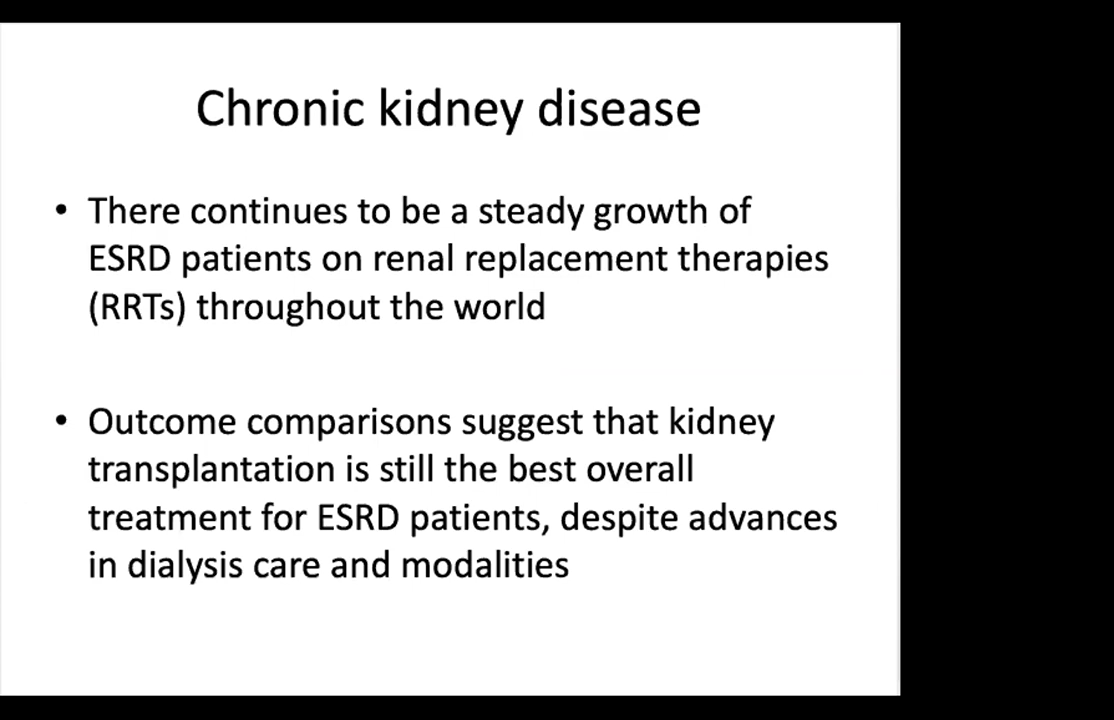 Chronic kidney disease
• There continues to be a steady growth of
ESRD patients on renal replacement therapies
(RRTs) throughout the world
• Outcome comparisons suggest that kidney
transplantation is still the best overall
treatment for ESRD patients, despite advances
in dialysis care and modalities